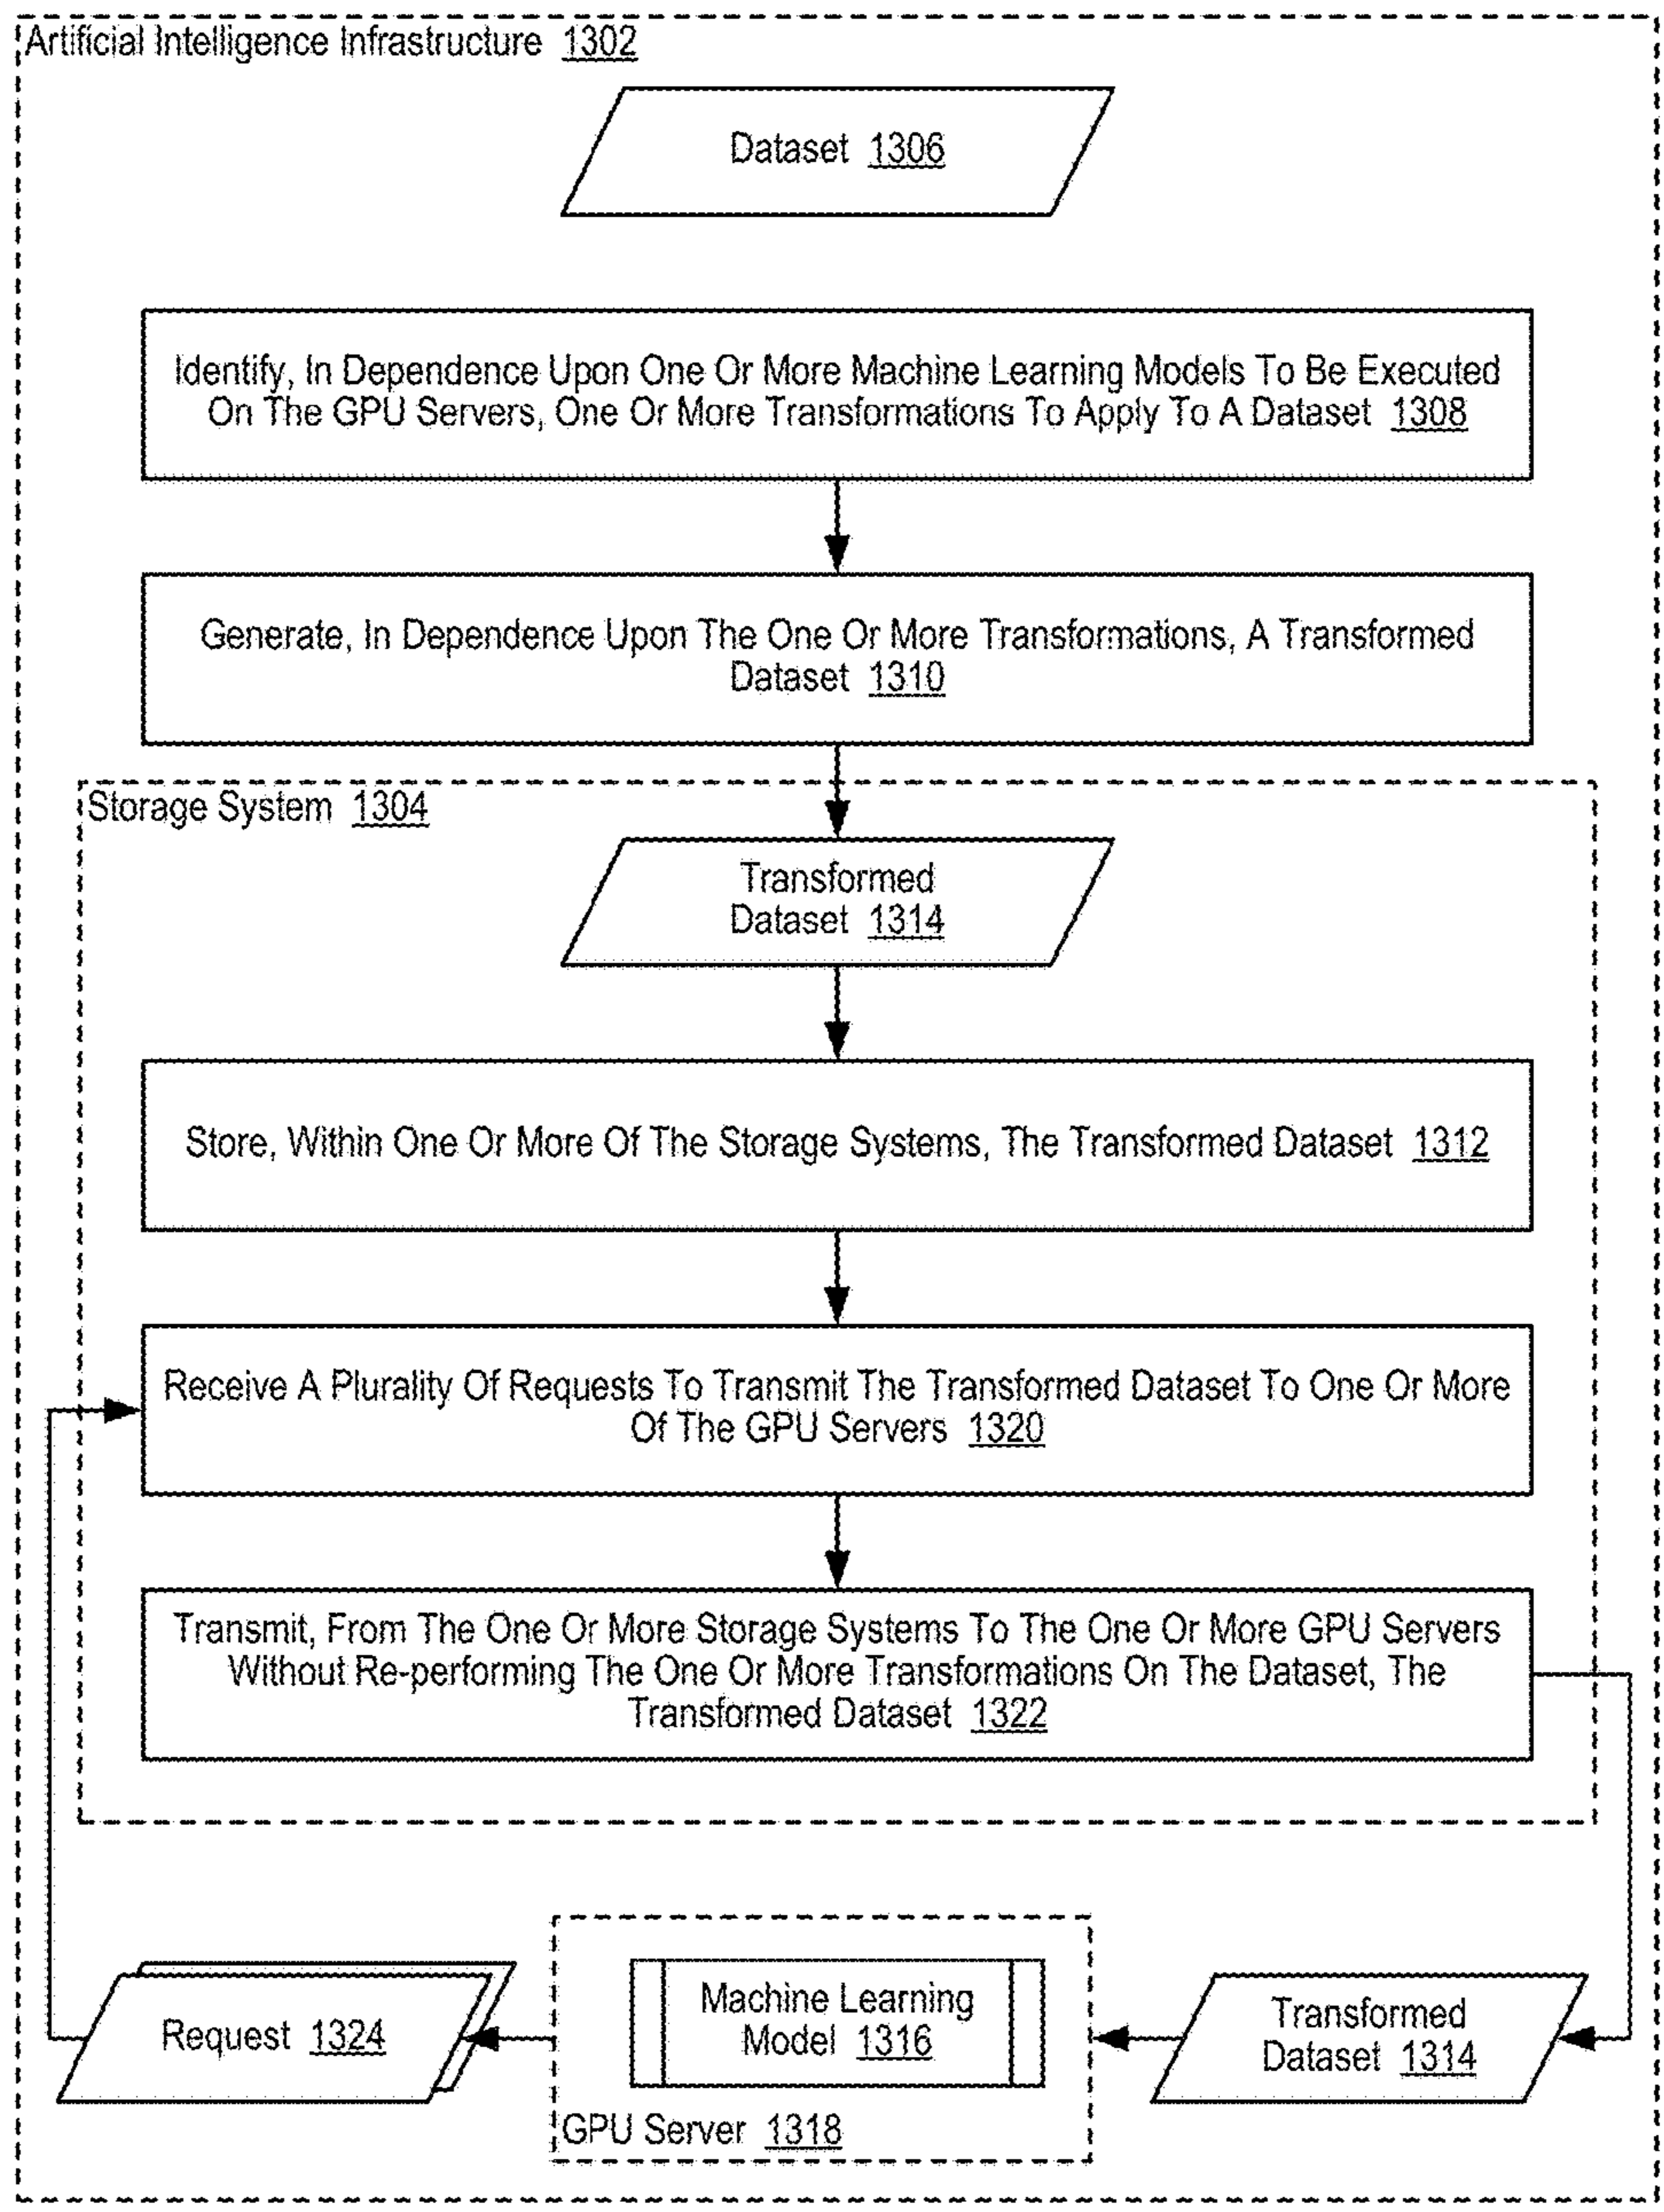 Artificial Intelligence Infrastructure 1302
Dataset 1306
Identify, In Dependence Upon One Or More Machine Learning Models To Be Executed
On The GPU Servers, One Or More Transformations To Apply To A Dataset 1308
Generate, In Dependence Upon The One Or More Transformations, A Transformed
Dataset 1310
Storage System 1304
Transformed
Dataset 1314
Store, Within One Or More Of The Storage Systems, The Transformed Dataset 1312
Receive A Plurality Of Requests To Transmit The Transformed Dataset To One Or More
Of The GPU Servers 1320
Transmit, From The One Or More Storage Systems To The One Or More GPU Servers
Without Re-performing The One Or More Transformations On The Dataset, The
Transformed Dataset 1322
Request 1324
Machine Learning
Model 1316
GPU Server 1318
Transformed
Dataset 1314